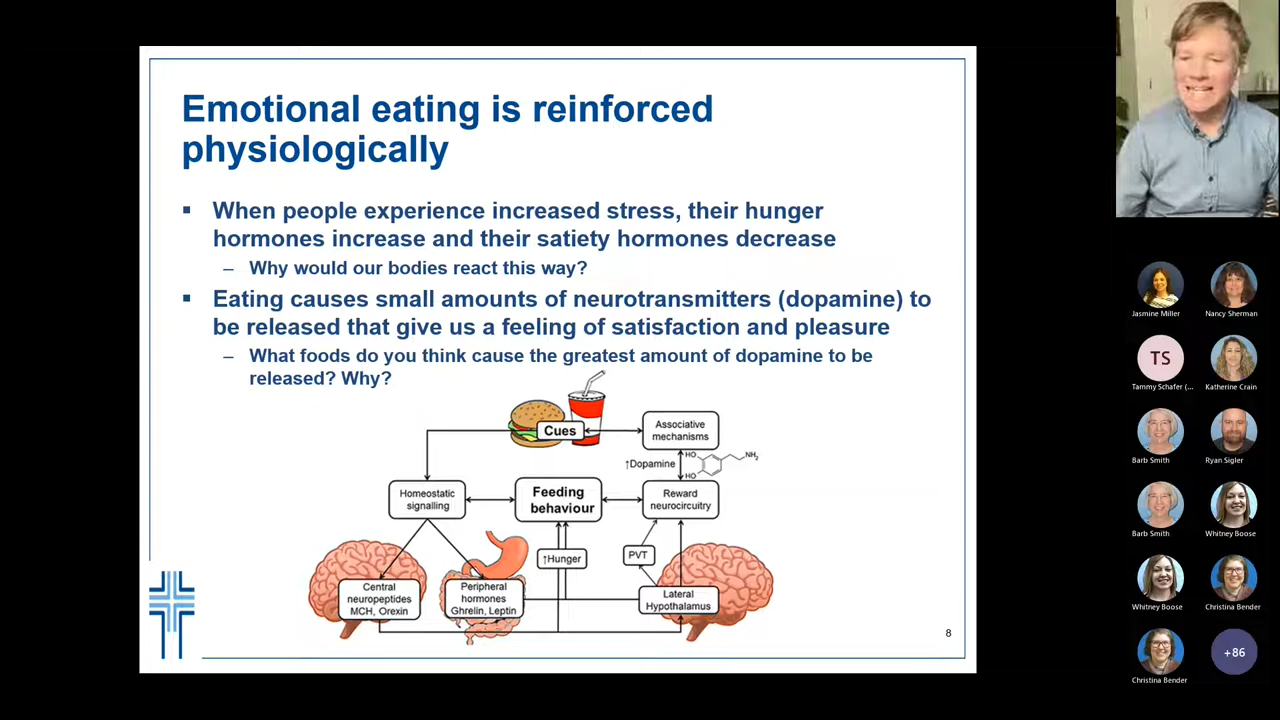 Emotional eating is reinforced
physiologically
▪ When people experience increased stress, their hunger
hormones increase and their satiety hormones decrease
– Why would our bodies react this way?
▪ Eating causes small amounts of neurotransmitters (dopamine) to
be released that give us a feeling of satisfaction and pleasure
– What foods do you think cause the greatest amount of dopamine to be
released? Why?
Cues
Associative
mechanisms
↑Dopamine
HO
HO
NH₂
Homeostatic
signalling
Feeding
behaviour
Reward
neurocircuitry
↑Hunger
PVT
Central
neuropeptides
MCH, Orexin
Peripheral
hormones
Ghrelin, Leptin
Lateral
Hypothalamus
8
Jasmine Miller
Nancy Sherman
TS
Tammy Schafer (...
Katherine Crain
Barb Smith
Ryan Sigler
Barb Smith
Whitney Boose
Whitney Boose
Christina Bender
Christina Bender
+86